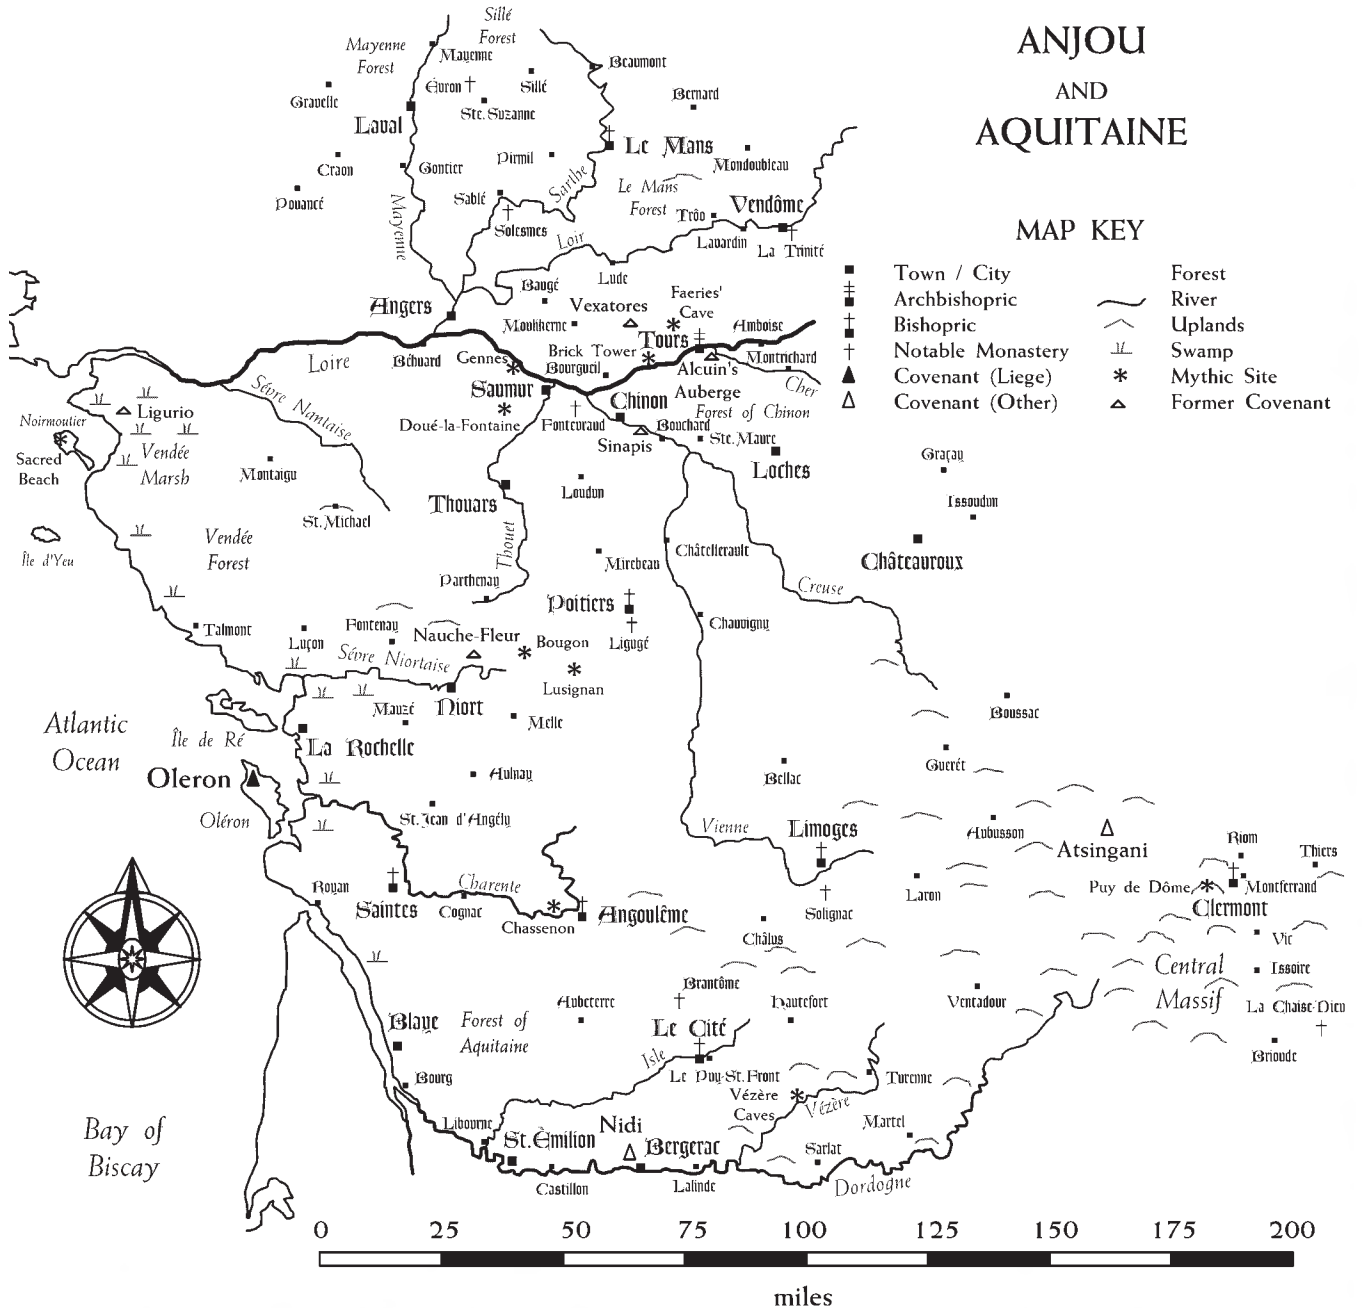 ANJOU
AND
AQUITAINE
MAP KEY
Town / City
Archbishopric
Bishopric
Notable Monastery
Covenant (Liege)
Covenant (Other)
Forest
River
Uplands
Swamp
Mythic Site
Former Covenant
Sillé
Forest
Mayenne
Forest
Mayenne
Beaumont
Évron
Sillé
Gravelle
Ste. Suzanne
Bernard
Laval
Le Mans
Craon
Gontier
Pirmil
Mondoubleau
Sarthe
Le Mans
Forest
Pouancé
Sablé
Mayenne
Solesmes
Trôo
Vendôme
Lavardin
La Trinité
Loir
Lude
Baugé
Angers
Vexatores
Faeries'
Cave
Mouliherne
Tours
Amboise
Loire
Béhuard
Gennes
Brick Tower
Bourgueil
Montrichard
Alcuin's
Auberge
Cher
Saumur
Chinon
Forest of Chinon
Sèvre Nantaise
Ligurio
Noirmoutier
Doué-la-Fontaine
Fontevraud
Bouchard
Sinapis
Ste. Maure
Sacred
Beach
Vendée
Marsh
Montaigu
Loches
Graçay
Loudun
Thouars
Issoudun
St. Michael
Île d'Yeu
Vendée
Forest
Thouet
Mirebeau
Châtellerault
Châteauroux
Parthenay
Poitiers
Creuse
Talmont
Luçon
Fontenay
Nauche-Fleur
Bougon
Ligugé
Chauvigny
Sèvre Niortaise
Lusignan
Niort
Mauzé
Melle
Boussac
Atlantic
Ocean
Île de Ré
La Rochelle
Oleron
Aulnay
Bellac
Guerét
Oléron
St. Jean d'Angély
Vienne
Limoges
Aubusson
Atsingani
Riom
Thiers
Royan
Saintes
Charente
Cognac
Chassenon
Angoulême
Solignac
Laron
Puy de Dôme
Montferrand
Clermont
Châlus
Vic
Central
Massif
Issoire
Brantôme
Aubeterre
Hautefort
Ventadour
La Chaise-Dieu
Blaye
Forest of
Aquitaine
Le Cité
Isle
Brioude
Bourg
Le Puy-St. Front
Turenne
Vézère
Caves
Vézère
Bay of
Biscay
Libourne
St. Èmilion
Nidi
Bergerac
Martel
Sarlat
Castillon
Lalinde
Dordogne
0 25 50 75 100 125 150 175 200
miles